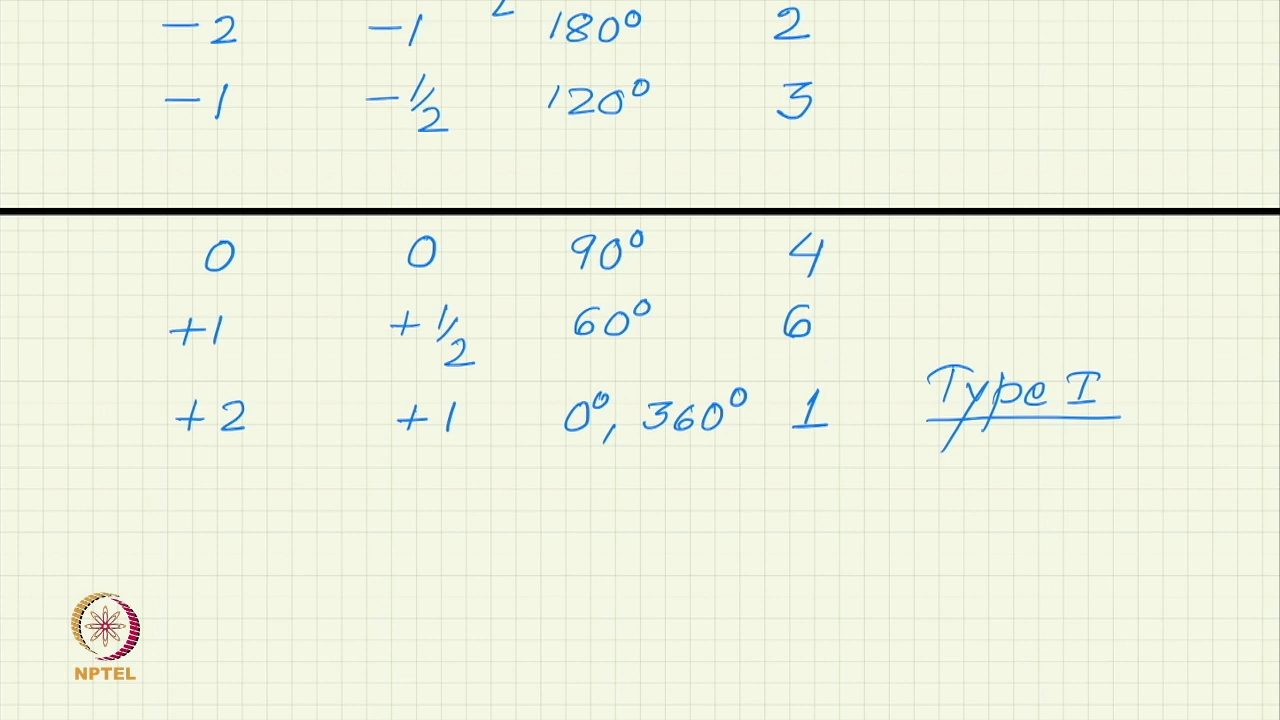 -2 -1 180° 2
-1 -1/2 120° 3
0 0 90° 4
+1 +1/2 60° 6
+2 +1 0°, 360° 1 Type I
NPTEL